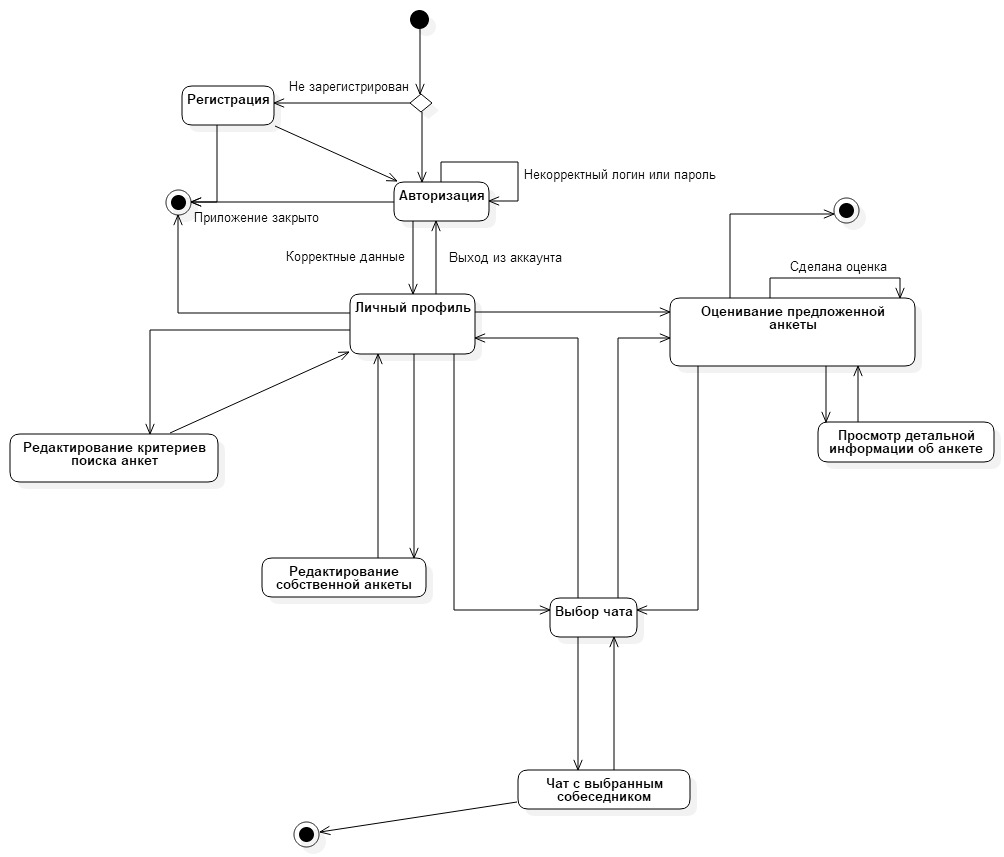 Не зарегистрирован
Регистрация
Авторизация
Некорректный логин или пароль
Приложение закрыто
Корректные данные
Выход из аккаунта
Сделана оценка
Личный профиль
Оценивание предложенной
анкеты
Редактирование критериев
поиска анкет
Просмотр детальной
информации об анкете
Редактирование
собственной анкеты
Выбор чата
Чат с выбранным
собеседником